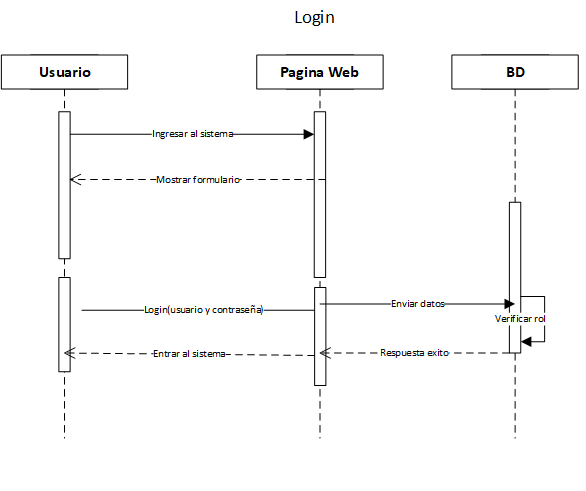 Login
Usuario
Pagina Web
BD
Ingresar al sistema
Mostrar formulario
Enviar datos
Login(usuario y contraseña)
Verificar rol
Entrar al sistema
Respuesta exito